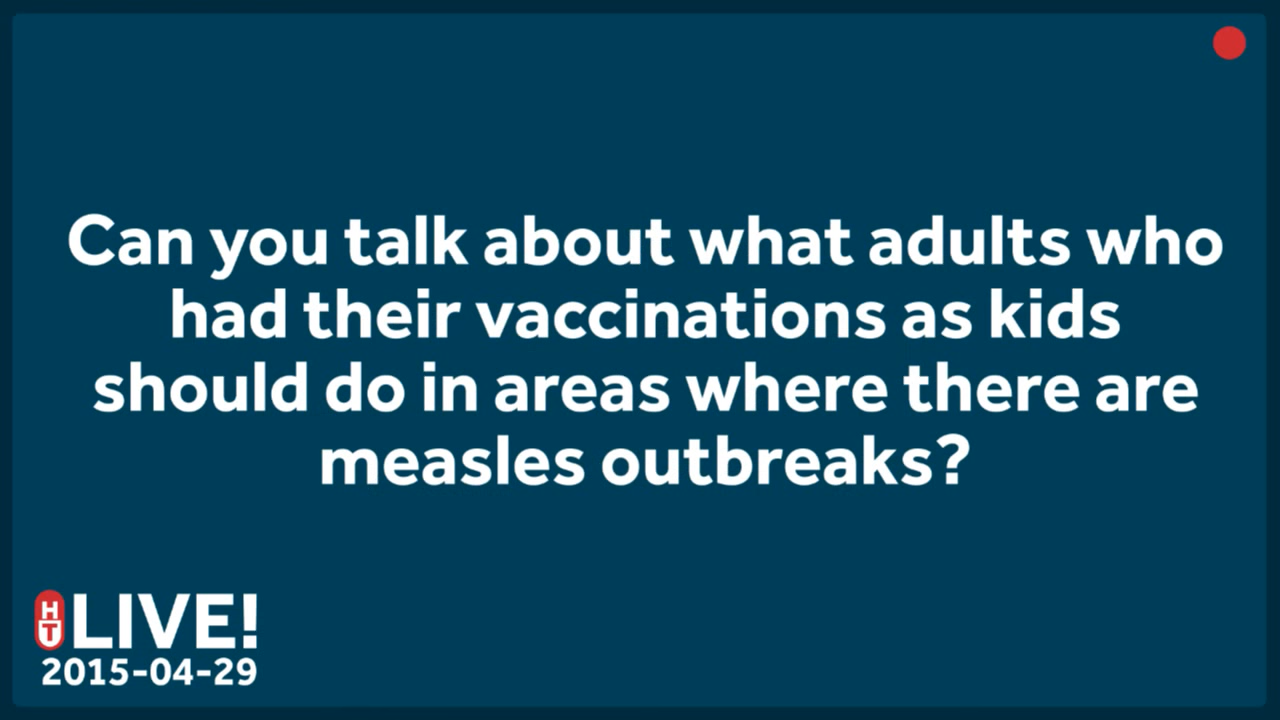 Can you talk about what adults who
had their vaccinations as kids
should do in areas where there are
measles outbreaks?
HT LIVE!
2015-04-29